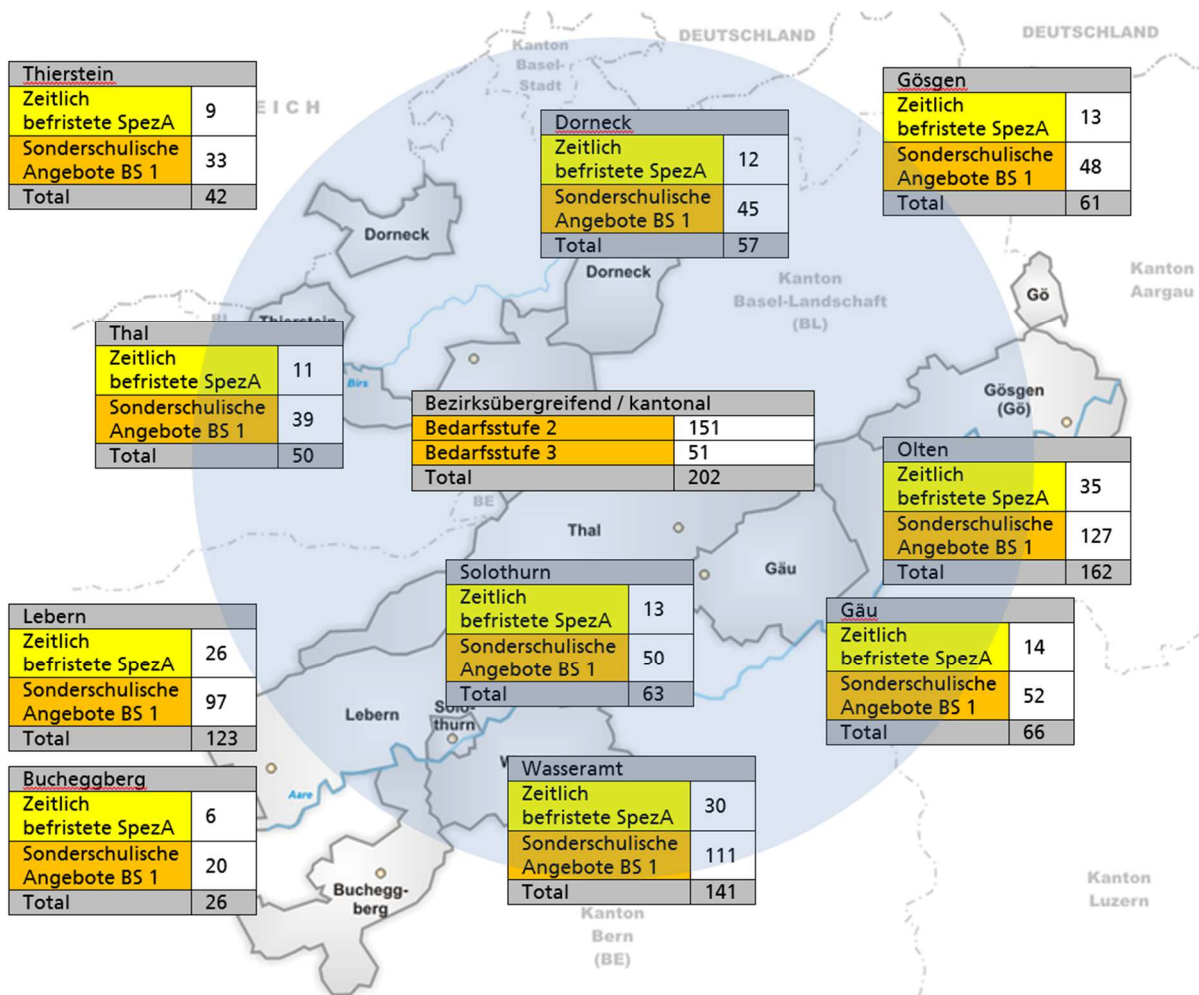 DEUTSCHLAND
DEUTSCHLAND
Kanton
Basel-
Stadt
EICH
Thierstein
Zeitlich
befristete SpezA 9
Sonderschulische
Angebote BS 1 33
Total 42
Gösgen
Zeitlich
befristete SpezA 13
Sonderschulische
Angebote BS 1 48
Total 61
Dorneck
Zeitlich
befristete SpezA 12
Sonderschulische
Angebote BS 1 45
Total 57
Dorneck
Dorneck
Kanton
Basel-Landschaft
(BL)
Gö
Kanton
Aargau
BL
Thierstein
Thal
Zeitlich
befristete SpezA 11
Sonderschulische
Angebote BS 1 39
Total 50
Birs
Bezirksübergreifend / kantonal
Bedarfsstufe 2 151
Bedarfsstufe 3 51
Total 202
Gösgen
(Gö)
Olten
Zeitlich
befristete SpezA 35
Sonderschulische
Angebote BS 1 127
Total 162
BE
Thal
Gäu
Solothurn
Zeitlich
befristete SpezA 13
Sonderschulische
Angebote BS 1 50
Total 63
Lebern
Zeitlich
befristete SpezA 26
Sonderschulische
Angebote BS 1 97
Total 123
Gäu
Zeitlich
befristete SpezA 14
Sonderschulische
Angebote BS 1 52
Total 66
Lebern
Solo-
thurn
Bucheggberg
Zeitlich
befristete SpezA 6
Sonderschulische
Angebote BS 1 20
Total 26
Aare
W
Wasseramt
Zeitlich
befristete SpezA 30
Sonderschulische
Angebote BS 1 111
Total 141
Buchegg-
berg
Kanton
Bern
(BE)
Kanton
Luzern